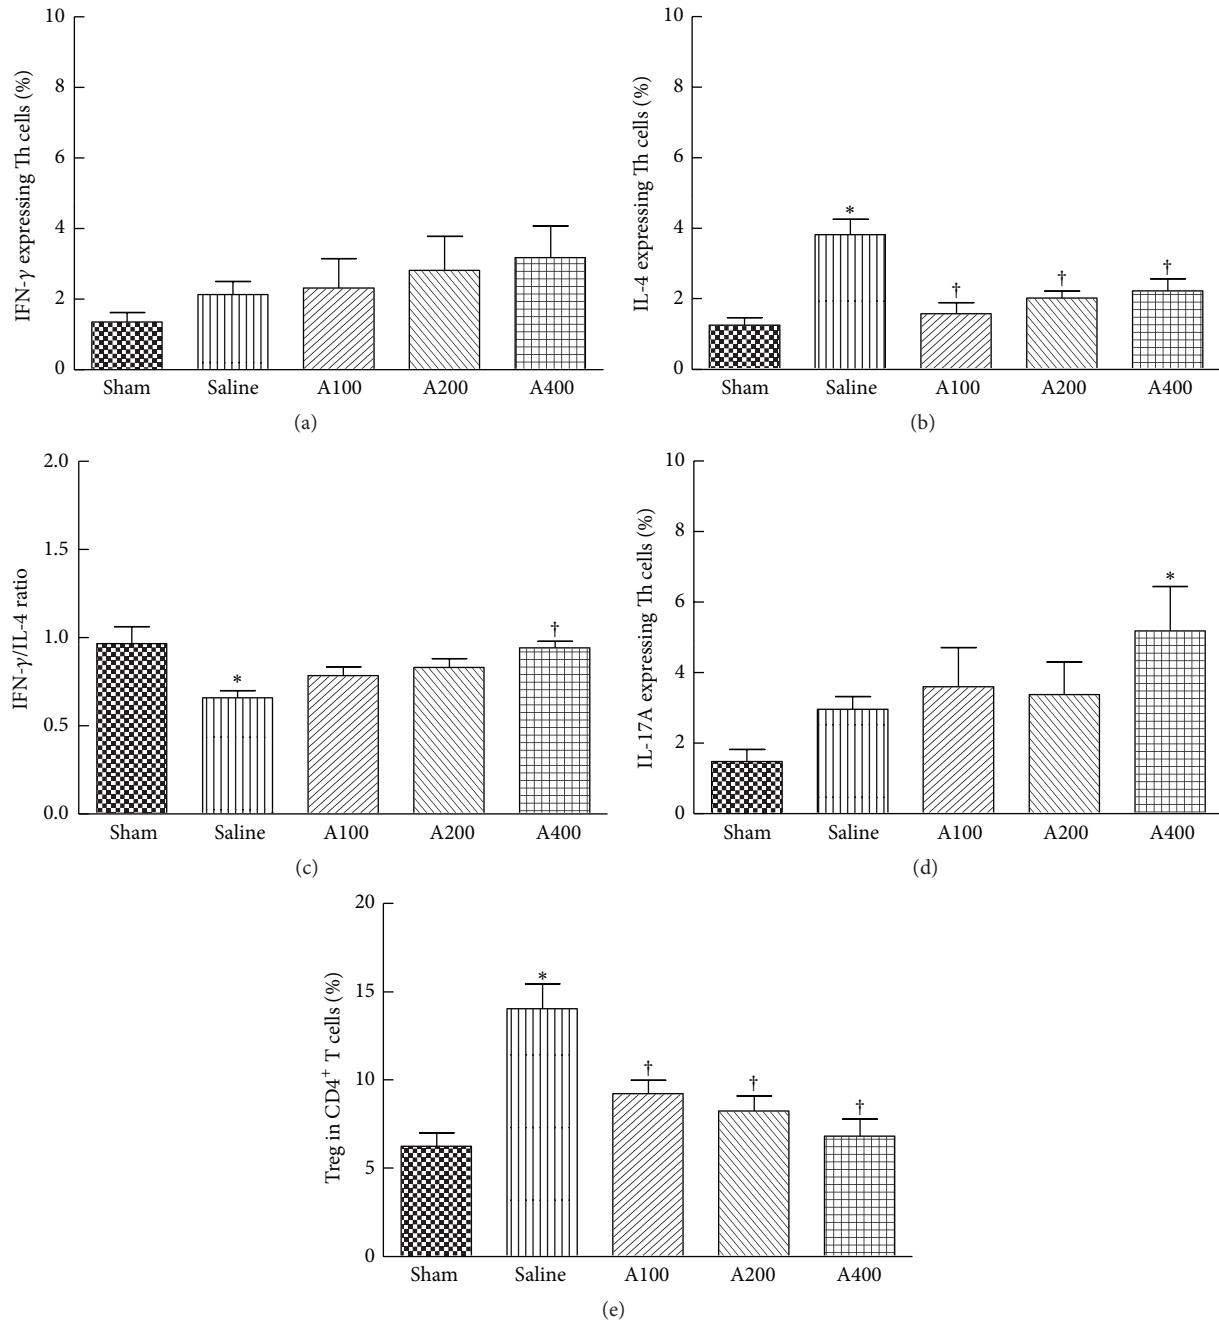 IFN-γ expressing Th cells (%)
10
8
6
4
2
0
Sham Saline A100 A200 A400
(a)
IL-4 expressing Th cells (%)
10
8
6
4
2
0
*
†
†
†
Sham Saline A100 A200 A400
(b)
IFN-γ/IL-4 ratio
2.0
1.5
1.0
0.5
0.0
*
†
Sham Saline A100 A200 A400
(c)
IL-17A expressing Th cells (%)
10
8
6
4
2
0
*
Sham Saline A100 A200 A400
(d)
Treg in CD4⁺ T cells (%)
20
15
10
5
0
*
†
†
†
Sham Saline A100 A200 A400
(e)